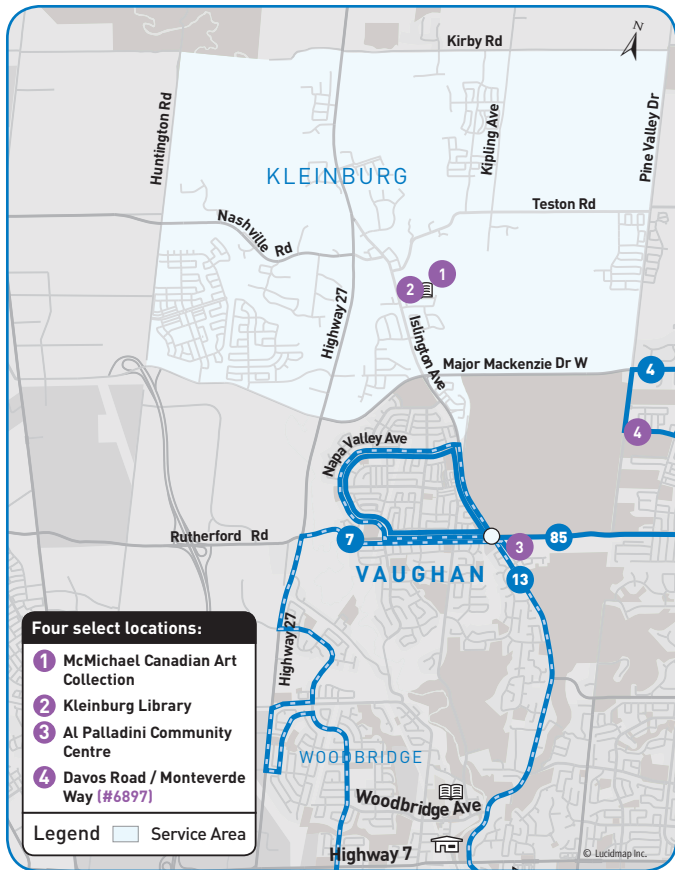 Kirby Rd
N
Huntington Rd
Kipling Ave
Pine Valley Dr
KLEINBURG
Teston Rd
Nashville Rd
1
2
Highway 27
Islington Ave
Major Mackenzie Dr W
4
4
Napa Valley Ave
Rutherford Rd
7
85
3
VAUGHAN
13
Highway 27
Four select locations:
1 McMichael Canadian Art
Collection
2 Kleinburg Library
3 Al Palladini Community
Centre
4 Davos Road / Monteverde
Way (#6897)
Legend Service Area
WOODBRIDGE
Woodbridge Ave
Highway 7
© Lucidmap Inc.